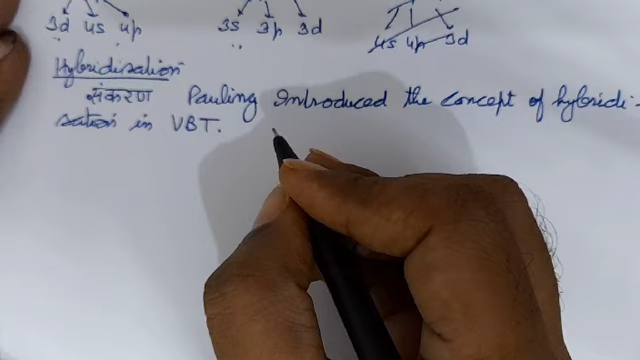 3d 4s 4p 3s 3p 3d 4s 4p 3d
Hybridisation
संकरण Pauling Introduced the concept of hybridi-
sation in VBT.